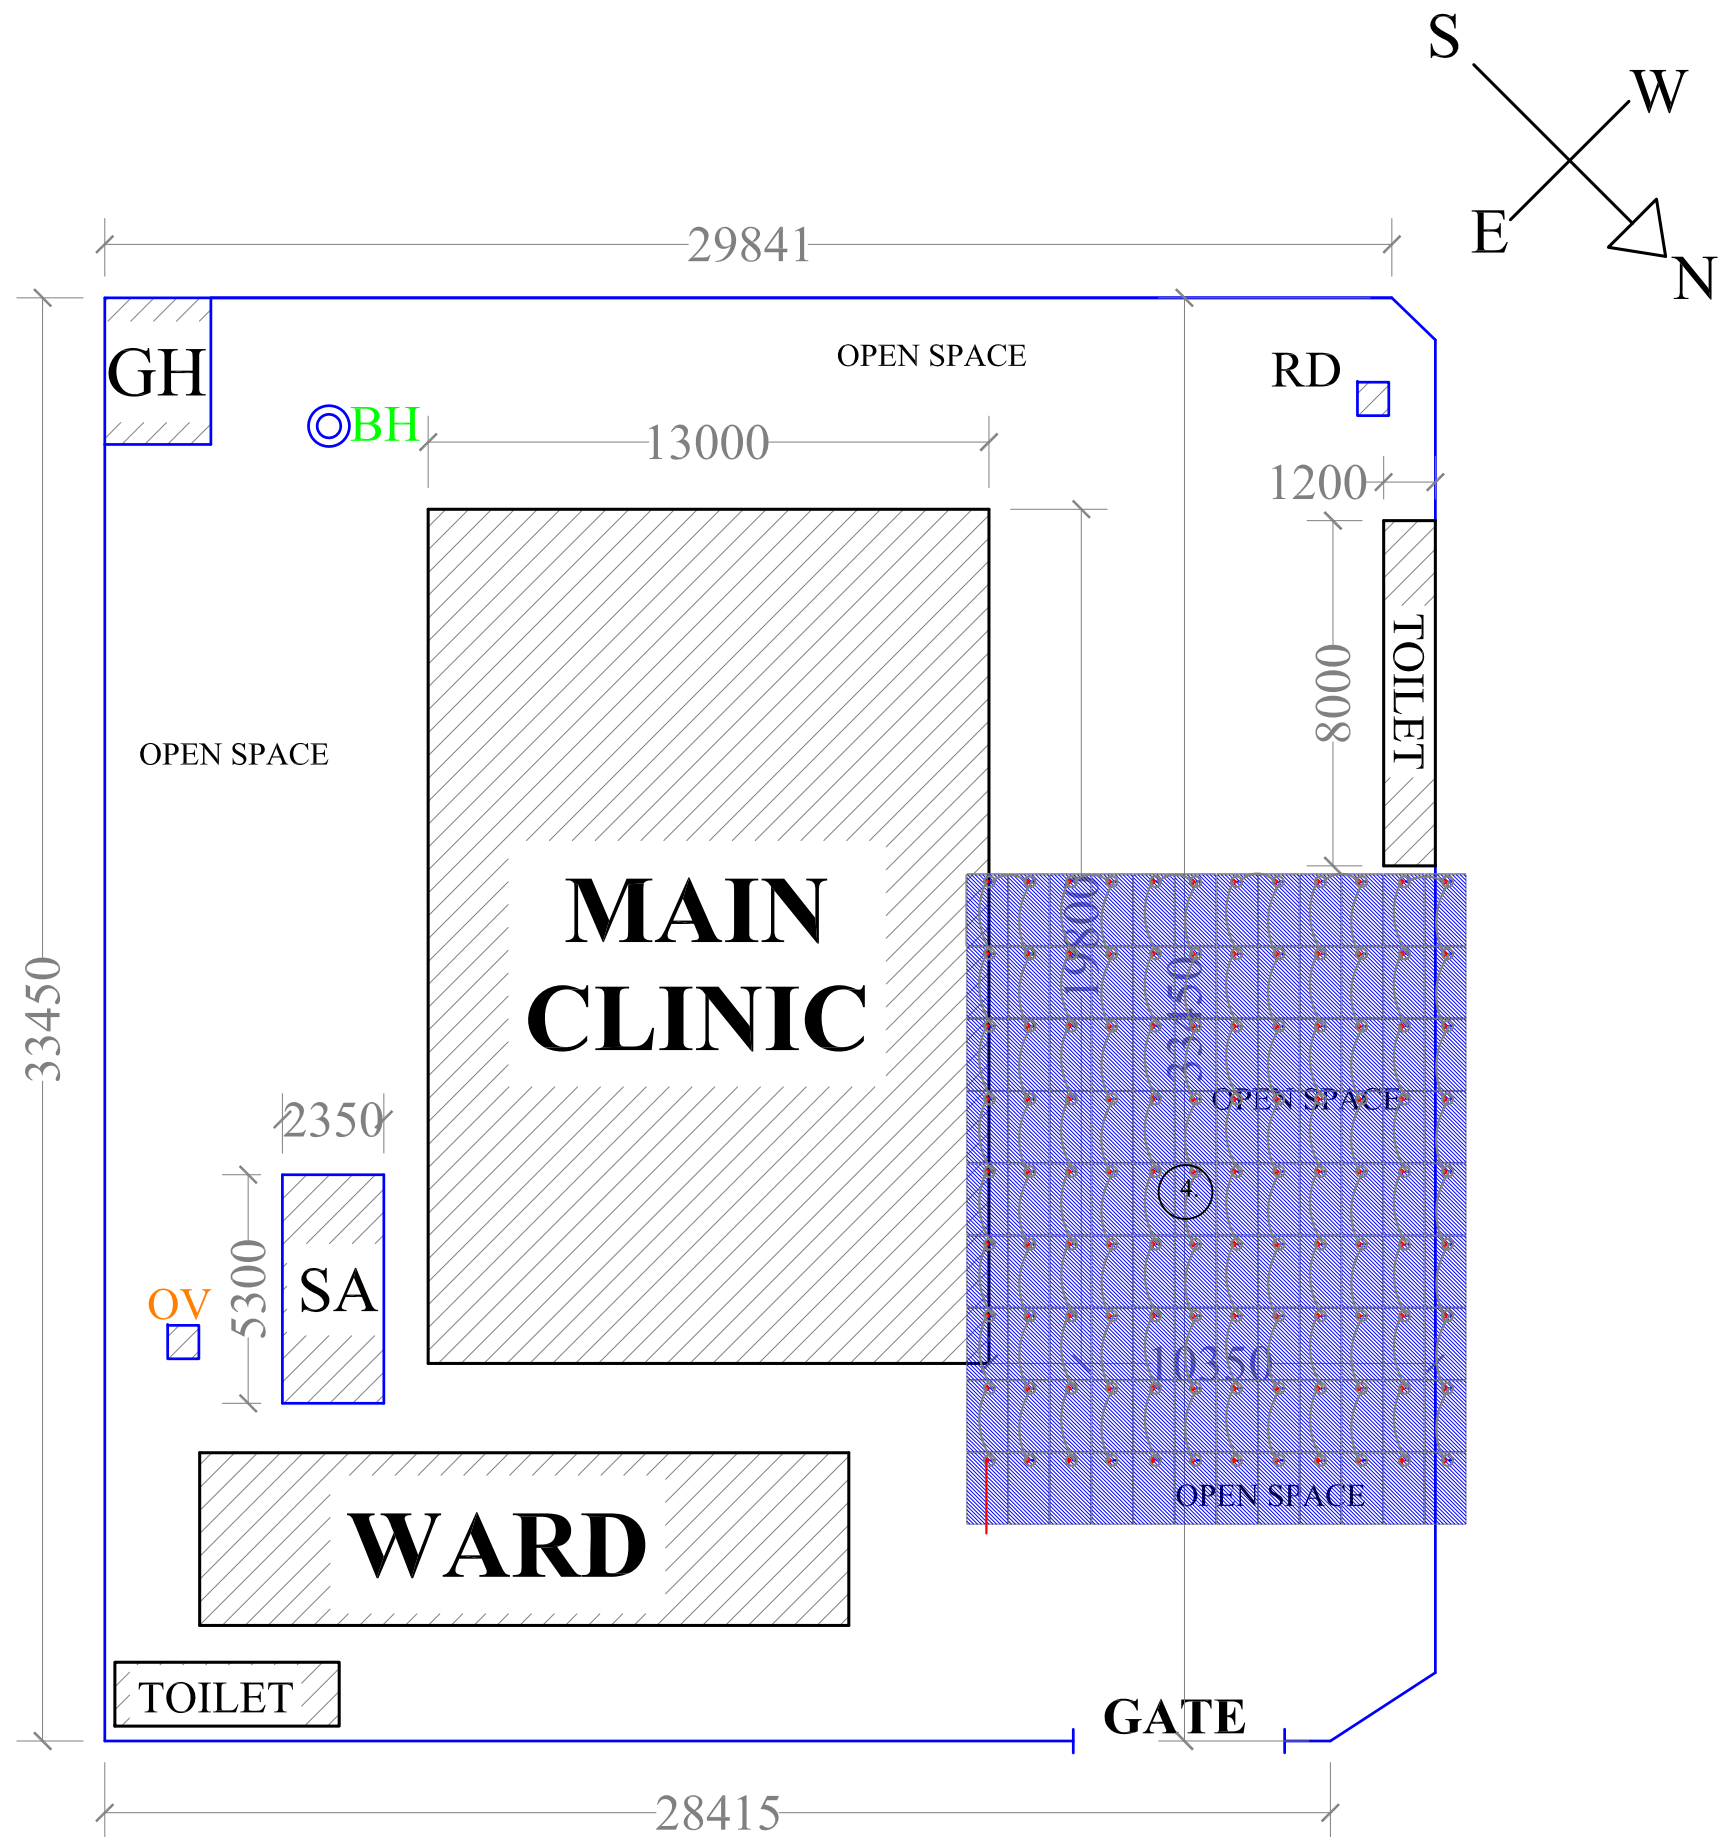 S
W
E
N
29841
GH
OPEN SPACE
RD
BH
13000
1200
TOILET
8000
OPEN SPACE
MAIN
CLINIC
19800
33450
33450
OPEN SPACE
2350
4.
5300
SA
OV
10350
OPEN SPACE
WARD
TOILET
GATE
28415